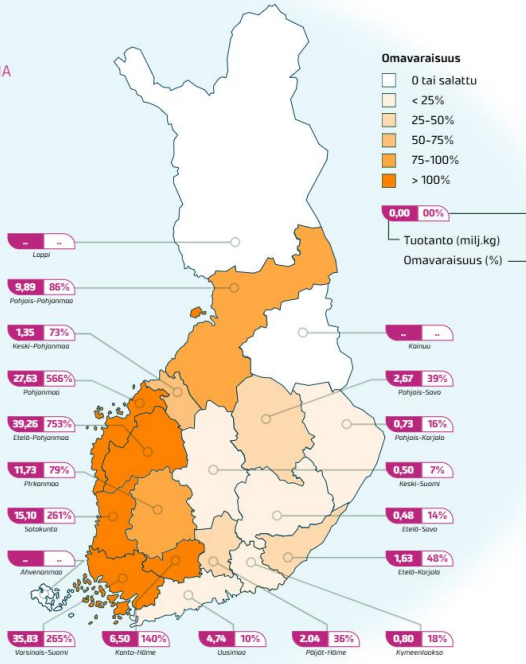 IA
Omavaraisuus
0 tai salattu
< 25%
25-50%
50-75%
75-100%
> 100%
0,00 00%
Tuotanto (milj.kg)
Omavaraisuus (%)
.. ..
Lappi
9,89 86%
Pohjois-Pohjanmaa
1,35 73%
Keski-Pohjanmaa
27,63 566%
Pohjanmaa
39,26 753%
Etelä-Pohjanmaa
11,73 79%
Pirkanmaa
15,10 261%
Satakunta
.. ..
Ahvenanmaa
.. ..
Kainuu
2,67 39%
Pohjois-Savo
0,73 16%
Pohjois-Karjala
0,50 7%
Keski-Suomi
0,48 14%
Etelä-Savo
1,63 48%
Etelä-Karjala
35,83 265%
Varsinais-Suomi
6,50 140%
Kanta-Häme
4,74 10%
Uusimaa
2.04 36%
Päijät-Häme
0,80 18%
Kymeenlaakso